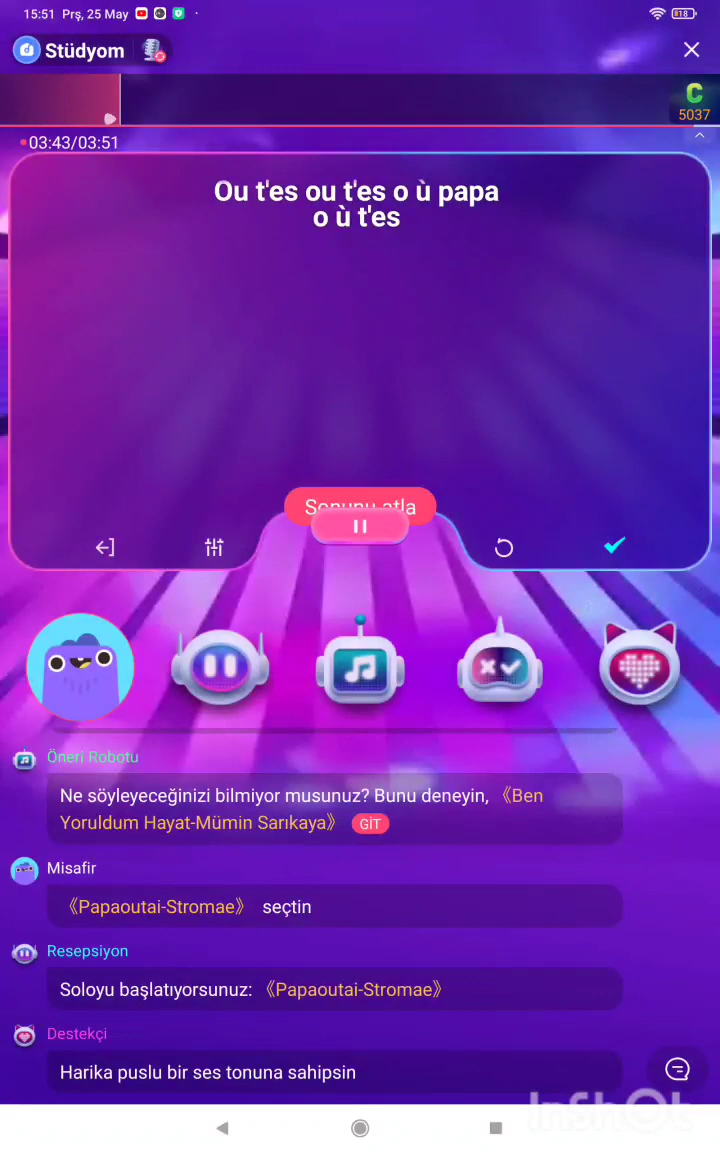 15:51 Prş, 25 May
818
Stüdyom
C
5037
03:43/03:51
Ou t'es ou t'es o ù papa
o ù t'es
Sonunu atla
Öneri Robotu
Ne söyleyeceğinizi bilmiyor musunuz? Bunu deneyin, 《Ben
Yoruldum Hayat-Mümin Sarıkaya》 GİT
Misafir
《Papaoutai-Stromae》 seçtin
Resepsiyon
Soloyu başlatıyorsunuz: 《Papaoutai-Stromae》
Destekçi
Harika puslu bir ses tonuna sahipsin
InShOt